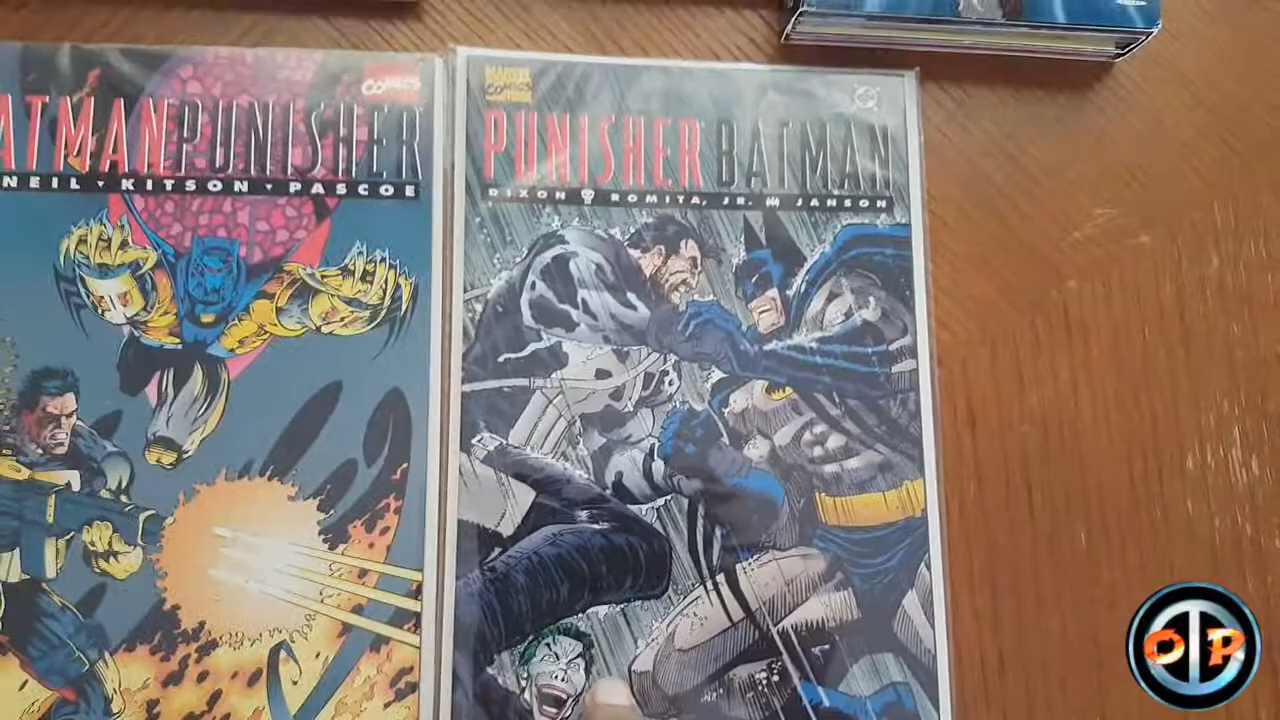 COMICS
ATMAN PUNISHER
NEIL ▾ KITSON ▾ PASCOE
MARVEL
COMICS
DC
PUNISHER BATMAN
DIXON ROMITA, JR. JANSON
OP